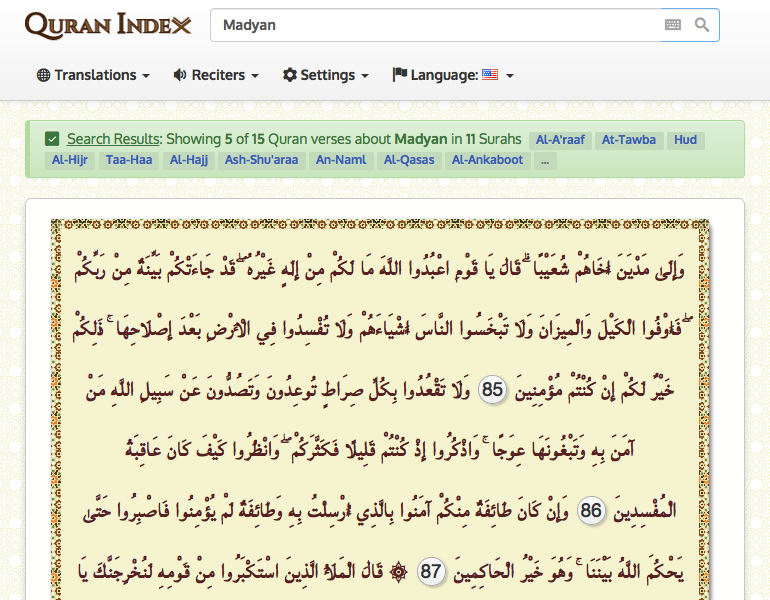 QURAN INDEX
Madyan
Translations
Reciters
Settings
Language:
Search Results: Showing 5 of 15 Quran verses about Madyan in 11 Surahs Al-A'raaf At-Tawba Hud
Al-Hijr Taa-Haa Al-Hajj Ash-Shu'araa An-Naml Al-Qasas Al-Ankaboot ...
وَإِلَىٰ مَدْيَنَ أَخَاهُمْ شُعَيْبًا ۗ قَالَ يَا قَوْمِ اعْبُدُوا اللَّهَ مَا لَكُمْ مِنْ إِلَٰهٍ غَيْرُهُ ۖ قَدْ جَاءَتْكُمْ بَيِّنَةٌ مِنْ رَبِّكُمْ
ۖ فَأَوْفُوا الْكَيْلَ وَالْمِيزَانَ وَلَا تَبْخَسُوا النَّاسَ أَشْيَاءَهُمْ وَلَا تُفْسِدُوا فِي الْأَرْضِ بَعْدَ إِصْلَاحِهَا ۚ ذَٰلِكُمْ
خَيْرٌ لَكُمْ إِنْ كُنْتُمْ مُؤْمِنِينَ 85 وَلَا تَقْعُدُوا بِكُلِّ صِرَاطٍ تُوعِدُونَ وَتَصُدُّونَ عَنْ سَبِيلِ اللَّهِ مَنْ
آمَنَ بِهِ وَتَبْغُونَهَا عِوَجًا ۚ وَاذْكُرُوا إِذْ كُنْتُمْ قَلِيلًا فَكَثَّرَكُمْ ۖ وَانْظُرُوا كَيْفَ كَانَ عَاقِبَةُ
الْمُفْسِدِينَ 86 وَإِنْ كَانَ طَائِفَةٌ مِنْكُمْ آمَنُوا بِالَّذِي أُرْسِلْتُ بِهِ وَطَائِفَةٌ لَمْ يُؤْمِنُوا فَاصْبِرُوا حَتَّىٰ
يَحْكُمَ اللَّهُ بَيْنَنَا ۚ وَهُوَ خَيْرُ الْحَاكِمِينَ 87 ۞ قَالَ الْمَلَأُ الَّذِينَ اسْتَكْبَرُوا مِنْ قَوْمِهِ لَنُخْرِجَنَّكَ يَا